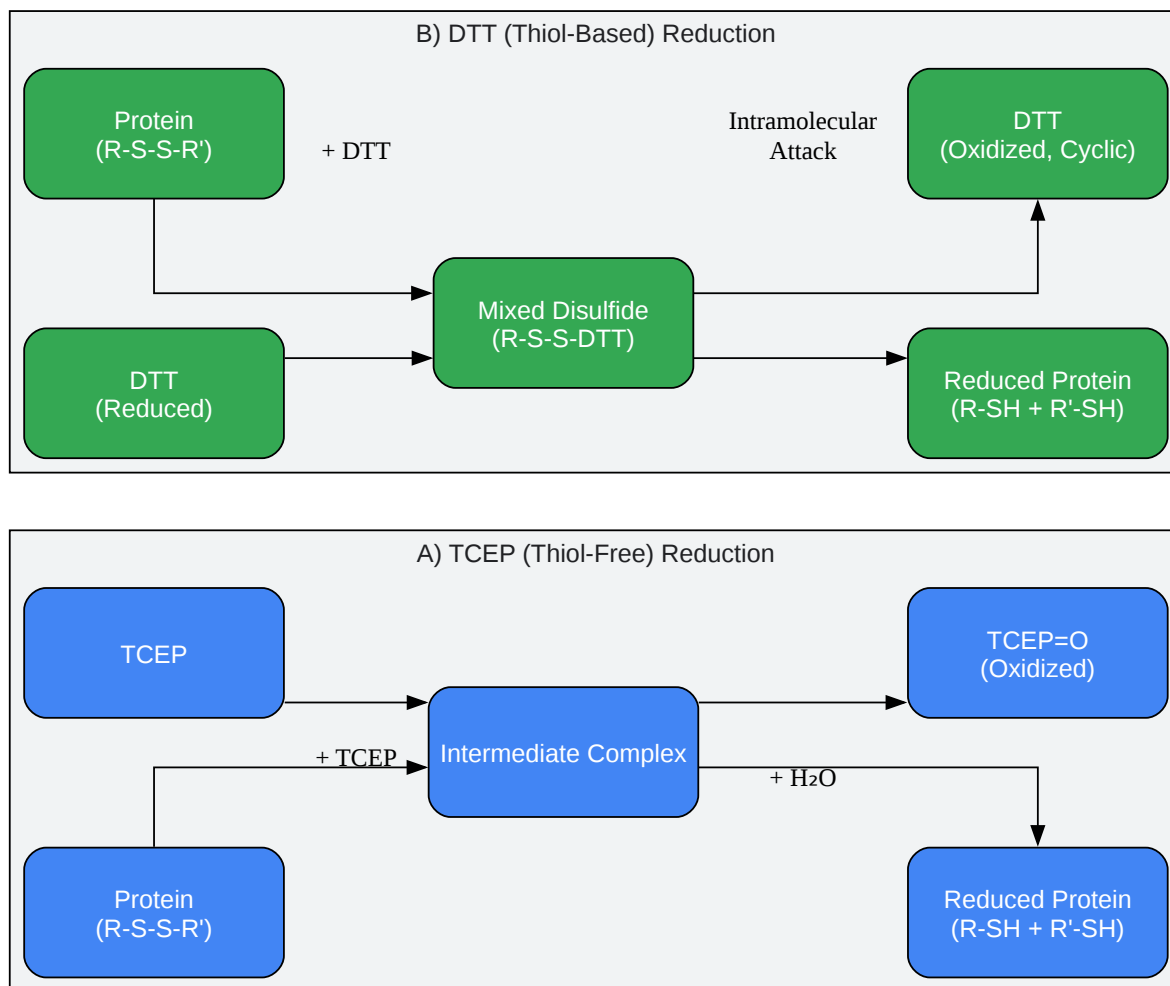 B) DTT (Thiol-Based) Reduction
Protein
(R-S-S-R')
+ DTT
Intramolecular
Attack
DTT
(Oxidized, Cyclic)
Mixed Disulfide
(R-S-S-DTT)
DTT
(Reduced)
Reduced Protein
(R-SH + R'-SH)
A) TCEP (Thiol-Free) Reduction
TCEP
TCEP=O
(Oxidized)
+ TCEP
Intermediate Complex
+ H₂O
Protein
(R-S-S-R')
Reduced Protein
(R-SH + R'-SH)